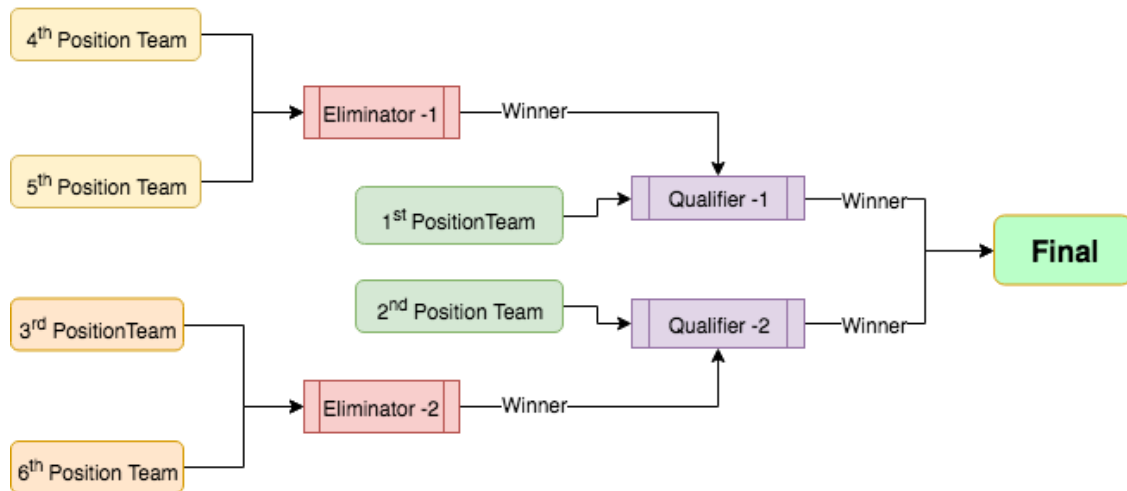 4th Position Team
Eliminator -1
Winner
5th Position Team
1st PositionTeam
Qualifier -1
Winner
Final
2nd Position Team
Qualifier -2
Winner
3rd PositionTeam
Eliminator -2
Winner
6th Position Team